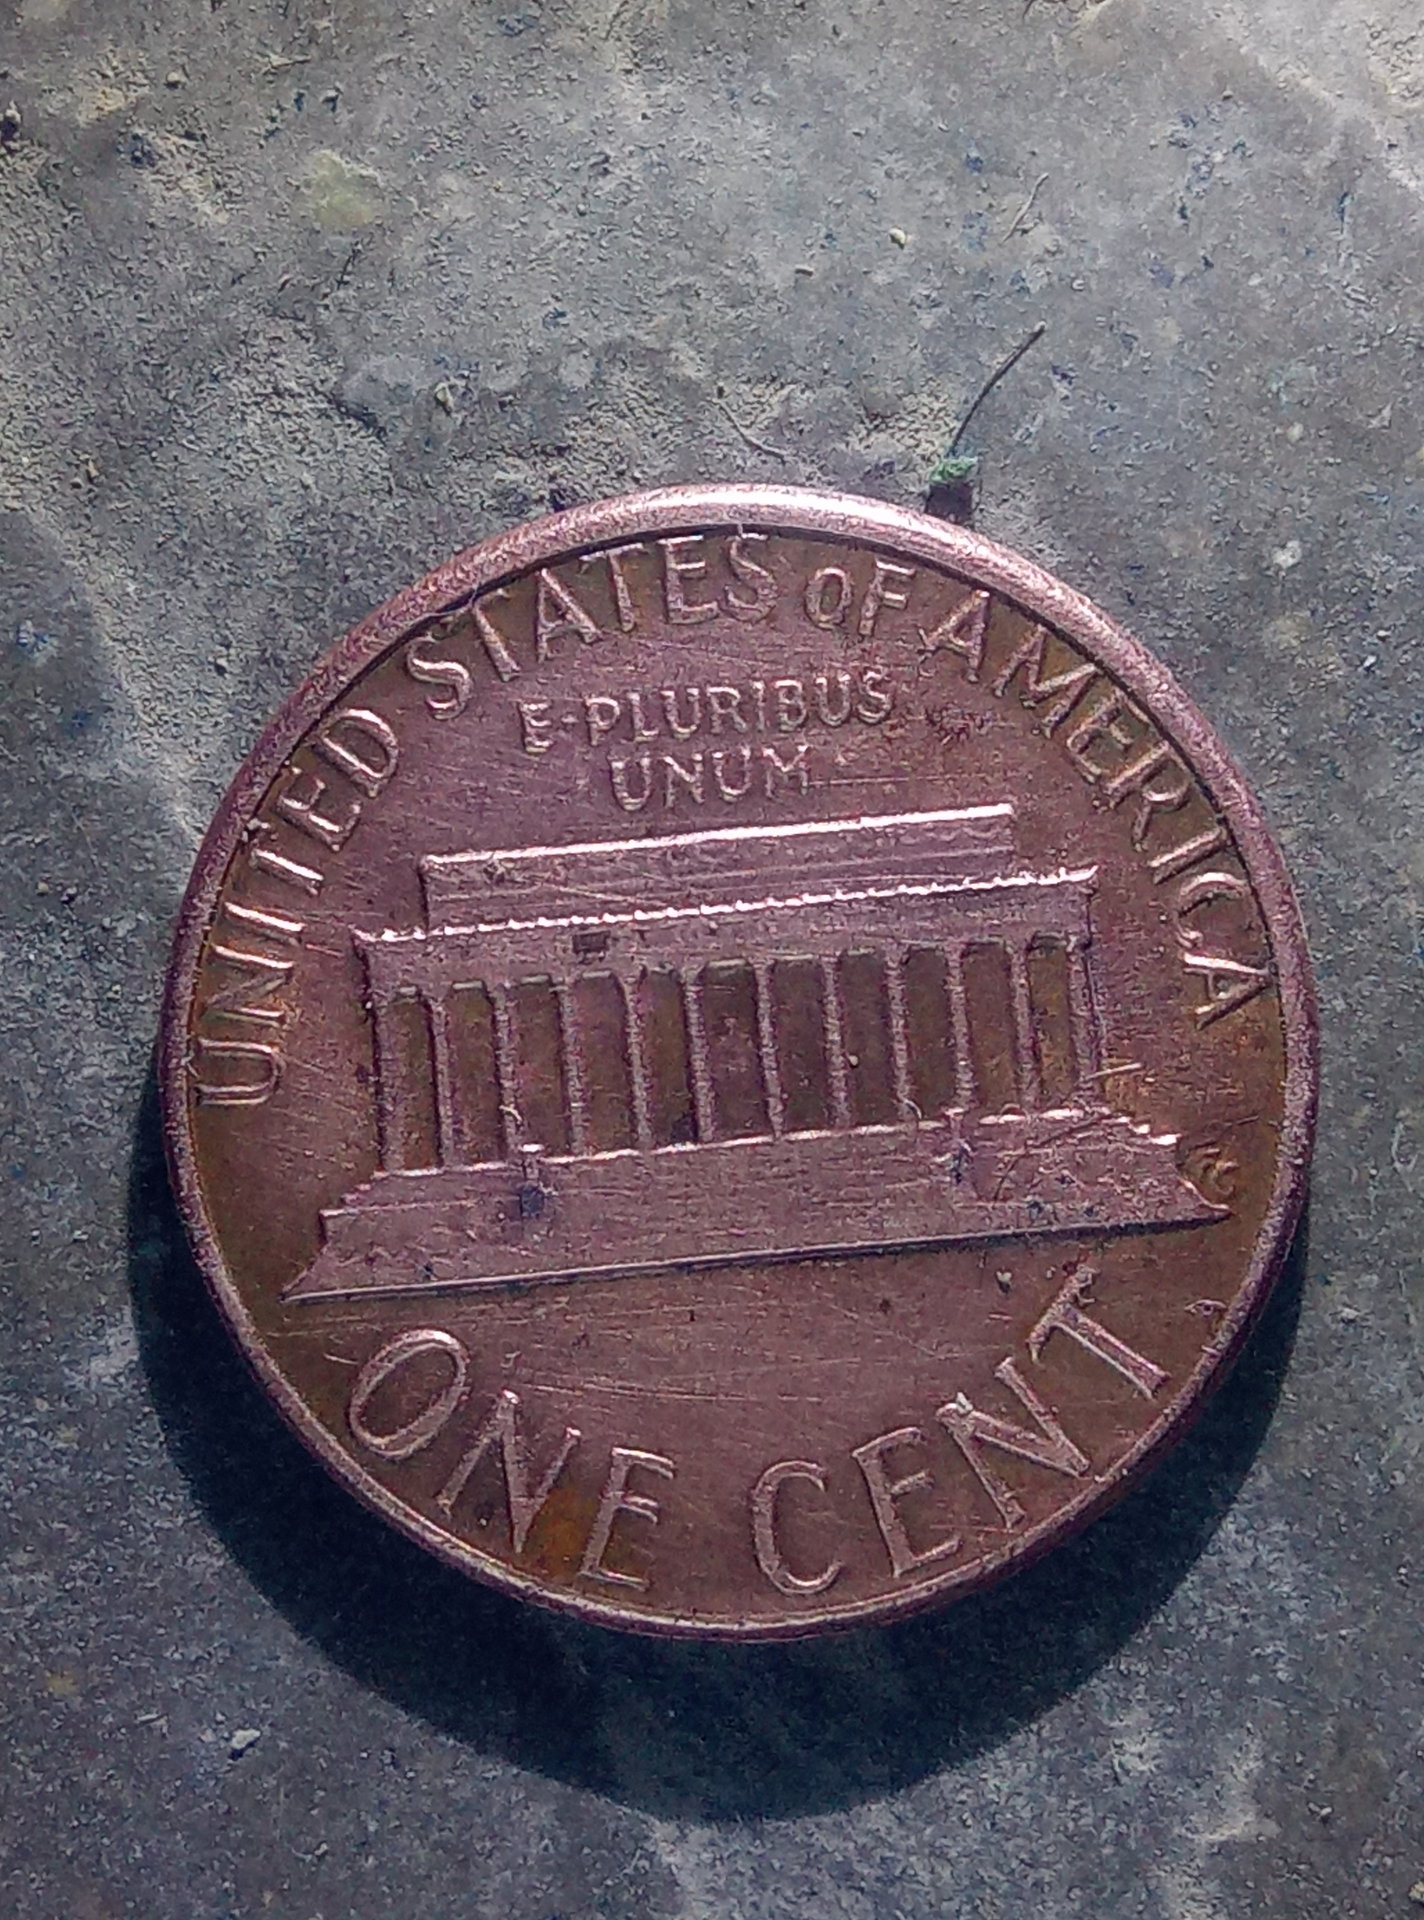 UNITED STATES OF AMERICA
E·PLURIBUS
UNUM
ONE CENT